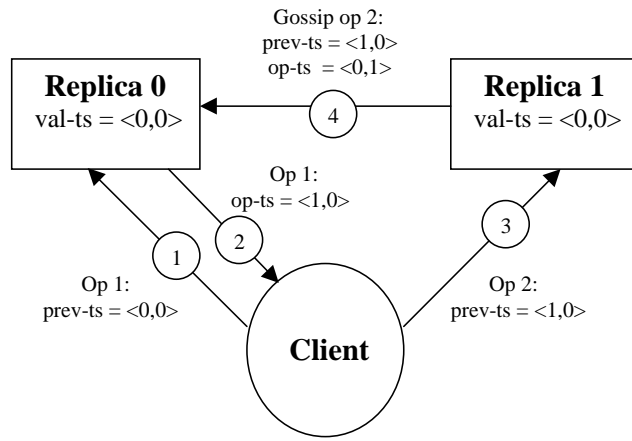 Gossip op 2:
prev-ts = <1,0>
op-ts = <0,1>
Replica 0
val-ts = <0,0>
Replica 1
val-ts = <0,0>
4
Op 1:
op-ts = <1,0>
1
2
3
Op 1:
prev-ts = <0,0>
Op 2:
prev-ts = <1,0>
Client